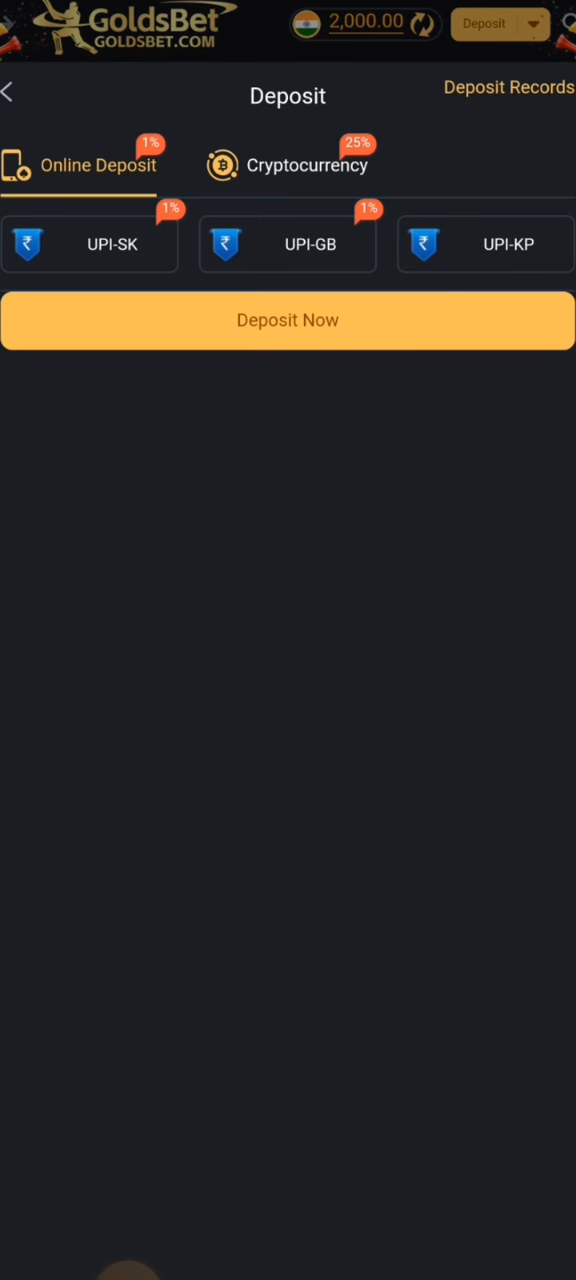 GoldsBet
GOLDSBET.COM
2,000.00
Deposit
Deposit
Deposit Records
1%
25%
Online Deposit
Cryptocurrency
1%
1%
UPI-SK
UPI-GB
UPI-KP
Deposit Now